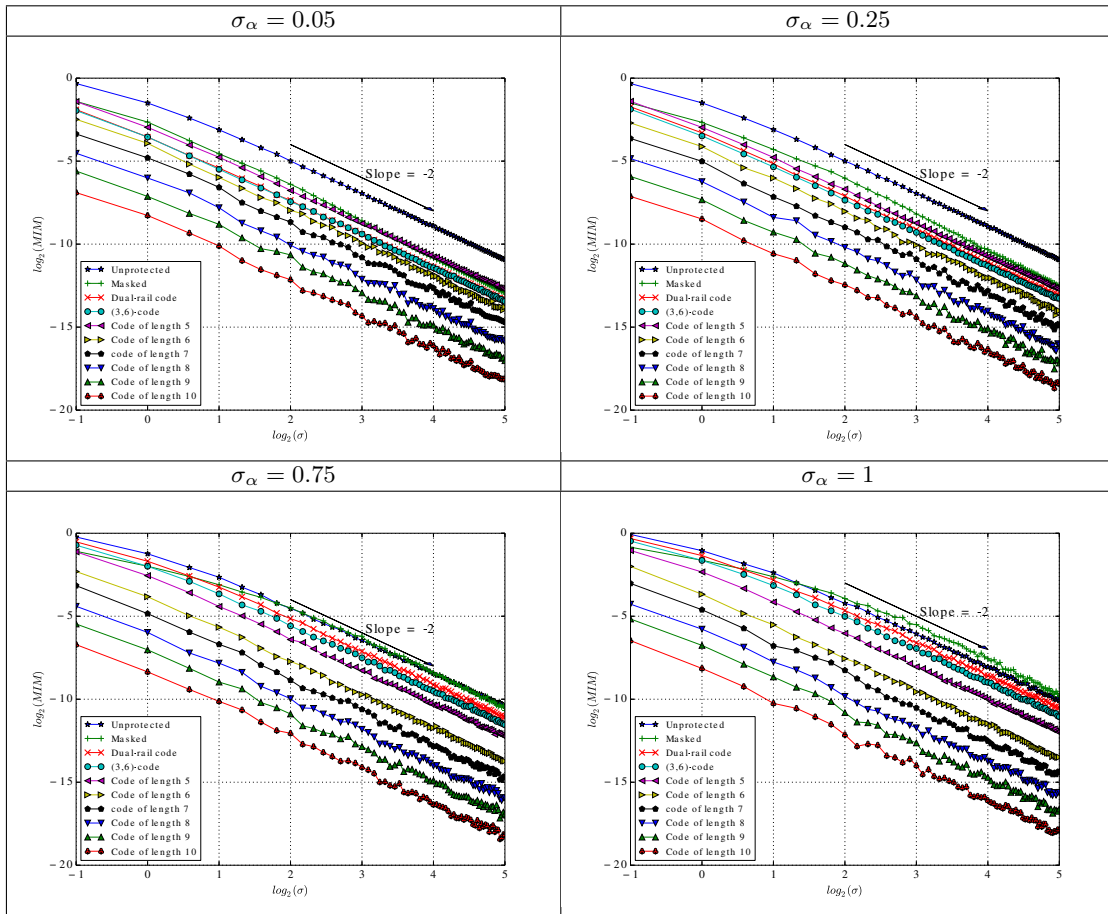 σ_α = 0.05
σ_α = 0.25
0
−5
−10
−15
−20
log₂(MIM)
Slope = -2
Unprotected
Masked
Dual-rail code
(3,6)-code
Code of length 5
Code of length 6
code of length 7
Code of length 8
Code of length 9
Code of length 10
−1 0 1 2 3 4 5
log₂(σ)
0
−5
−10
−15
−20
log₂(MIM)
Slope = -2
Unprotected
Masked
Dual-rail code
(3,6)-code
Code of length 5
Code of length 6
code of length 7
Code of length 8
Code of length 9
Code of length 10
−1 0 1 2 3 4 5
log₂(σ)
σ_α = 0.75
σ_α = 1
0
−5
−10
−15
−20
log₂(MIM)
Slope = -2
Unprotected
Masked
Dual-rail code
(3,6)-code
Code of length 5
Code of length 6
code of length 7
Code of length 8
Code of length 9
Code of length 10
−1 0 1 2 3 4 5
log₂(σ)
0
−5
−10
−15
−20
log₂(MIM)
Slope = -2
Unprotected
Masked
Dual-rail code
(3,6)-code
Code of length 5
Code of length 6
code of length 7
Code of length 8
Code of length 9
Code of length 10
−1 0 1 2 3 4 5
log₂(σ)